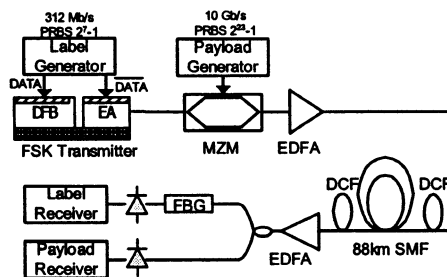 312 Mb/s
PRBS 2⁷-1
Label
Generator
10 Gb/s
PRBS 2²³-1
Payload
Generator
DATA
DATA
DFB
EA
FSK Transmitter
MZM
EDFA
Label
Receiver
FBG
Payload
Receiver
EDFA
DCF
DCF
88km SMF